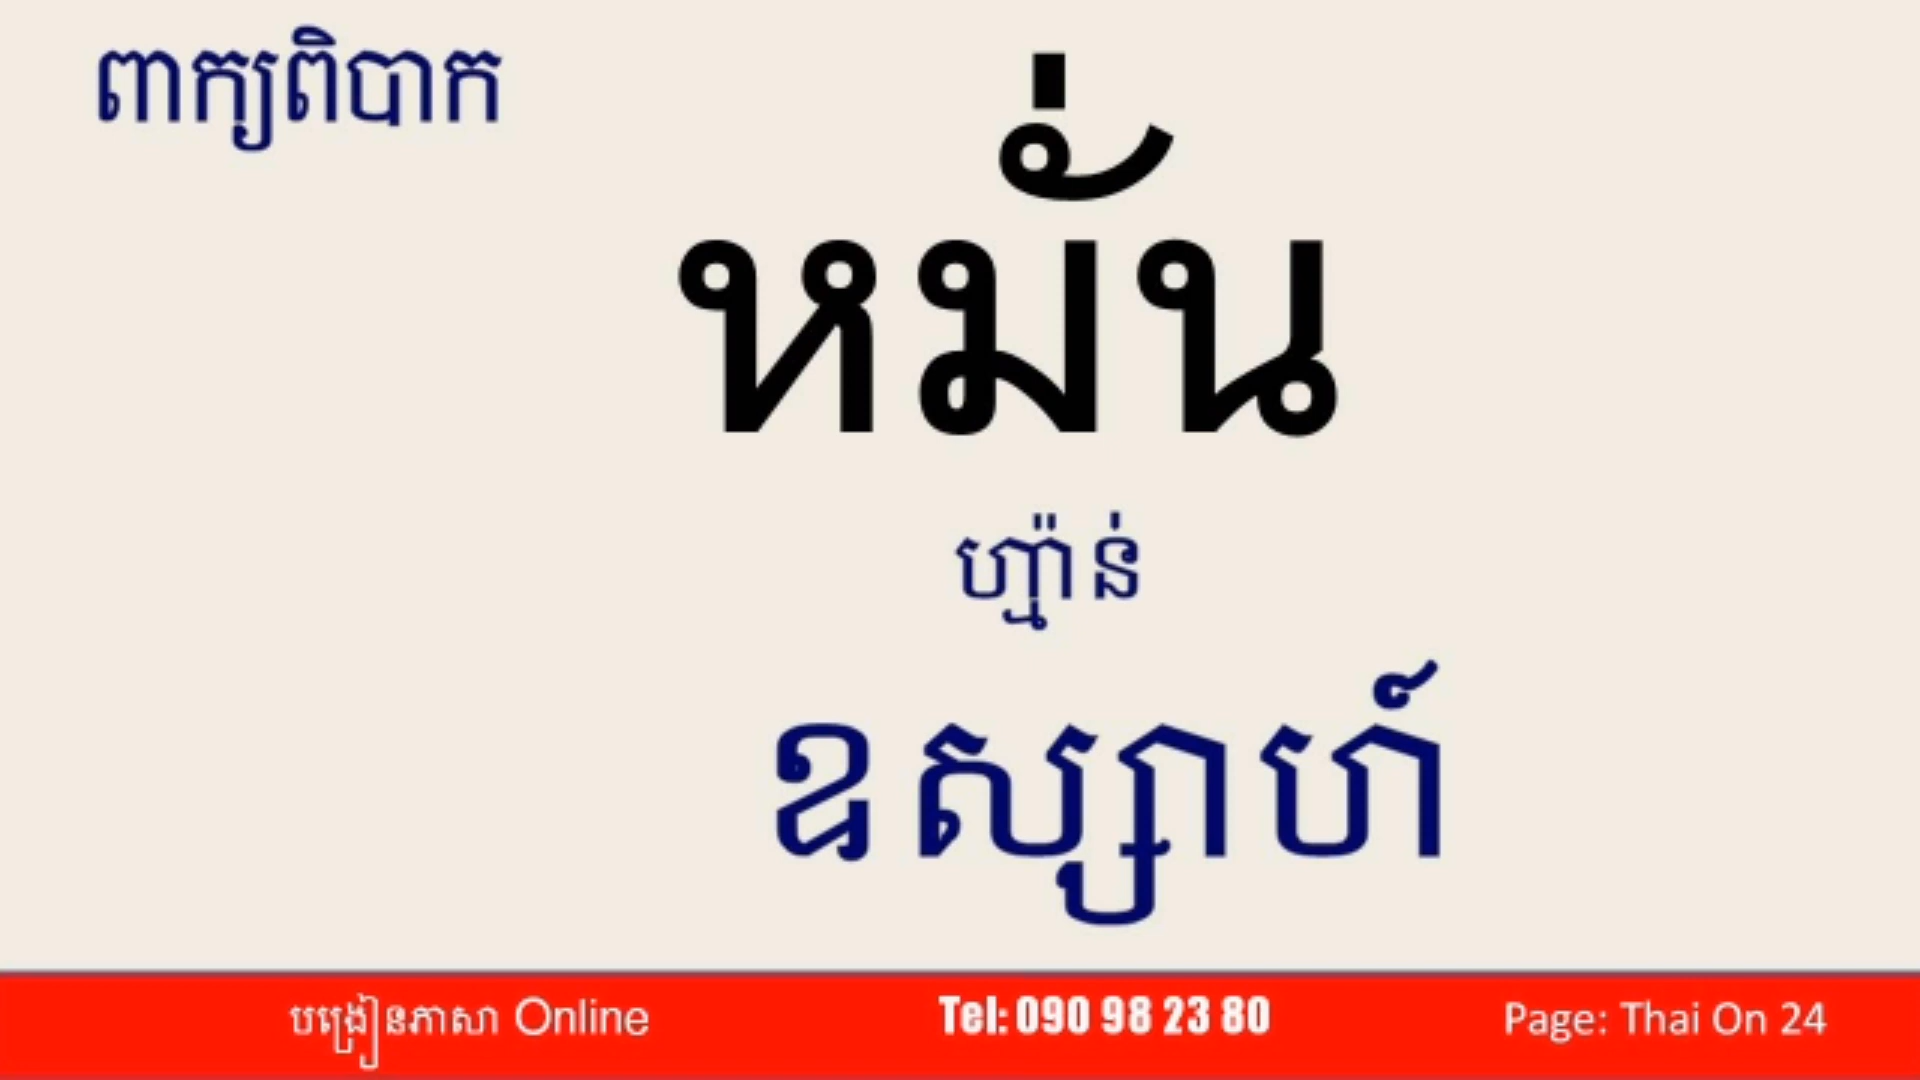 ពាក្យពិបាក
หมั่น
ហ្ម៉ាន់
ឧស្សាហ៍
បង្រៀនភាសា Online
Tel: 090 98 23 80
Page: Thai On 24